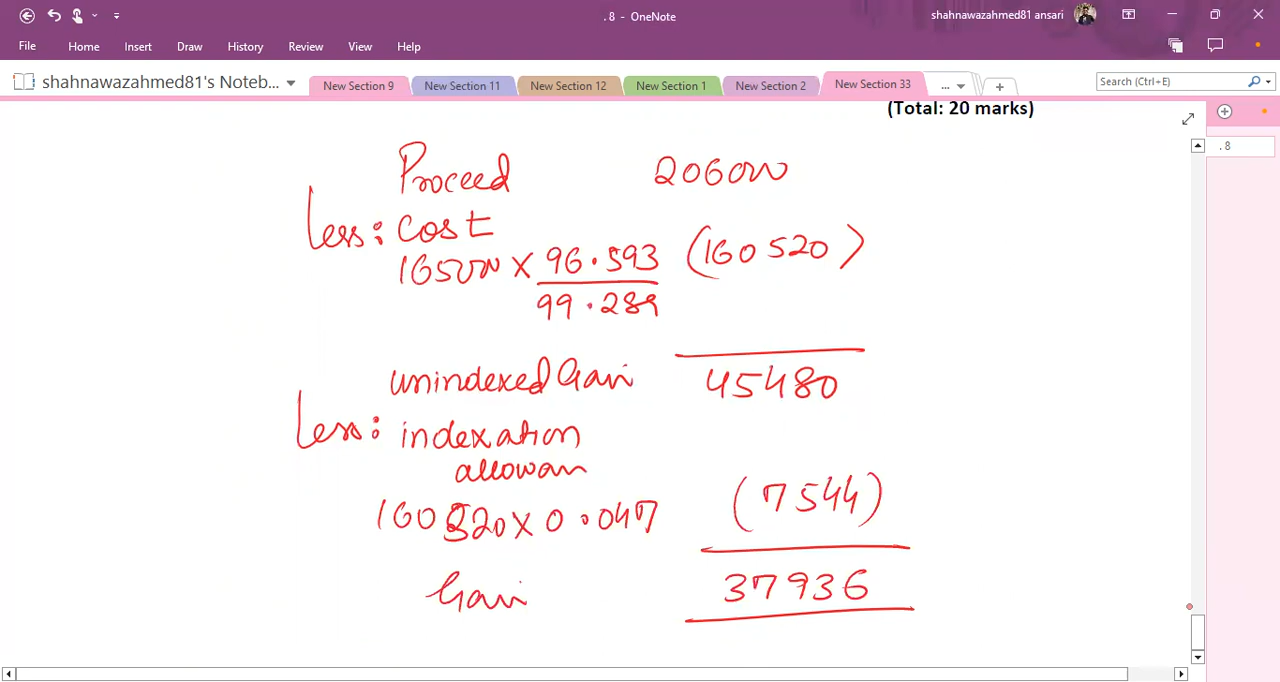 . 8 - OneNote
shahnawazahmed81 ansari
File Home Insert Draw History Review View Help
shahnawazahmed81's Noteb...
New Section 9
New Section 11
New Section 12
New Section 1
New Section 2
New Section 33
...
Search (Ctrl+E)
(Total: 20 marks)
. 8
Proceed 206000
Less: cost
165000 × 96.593 / 99.289 (160520)
unindexed Gain 45480
Less: indexation
allowan
160520 × 0.047 (7544)
Gain 37936